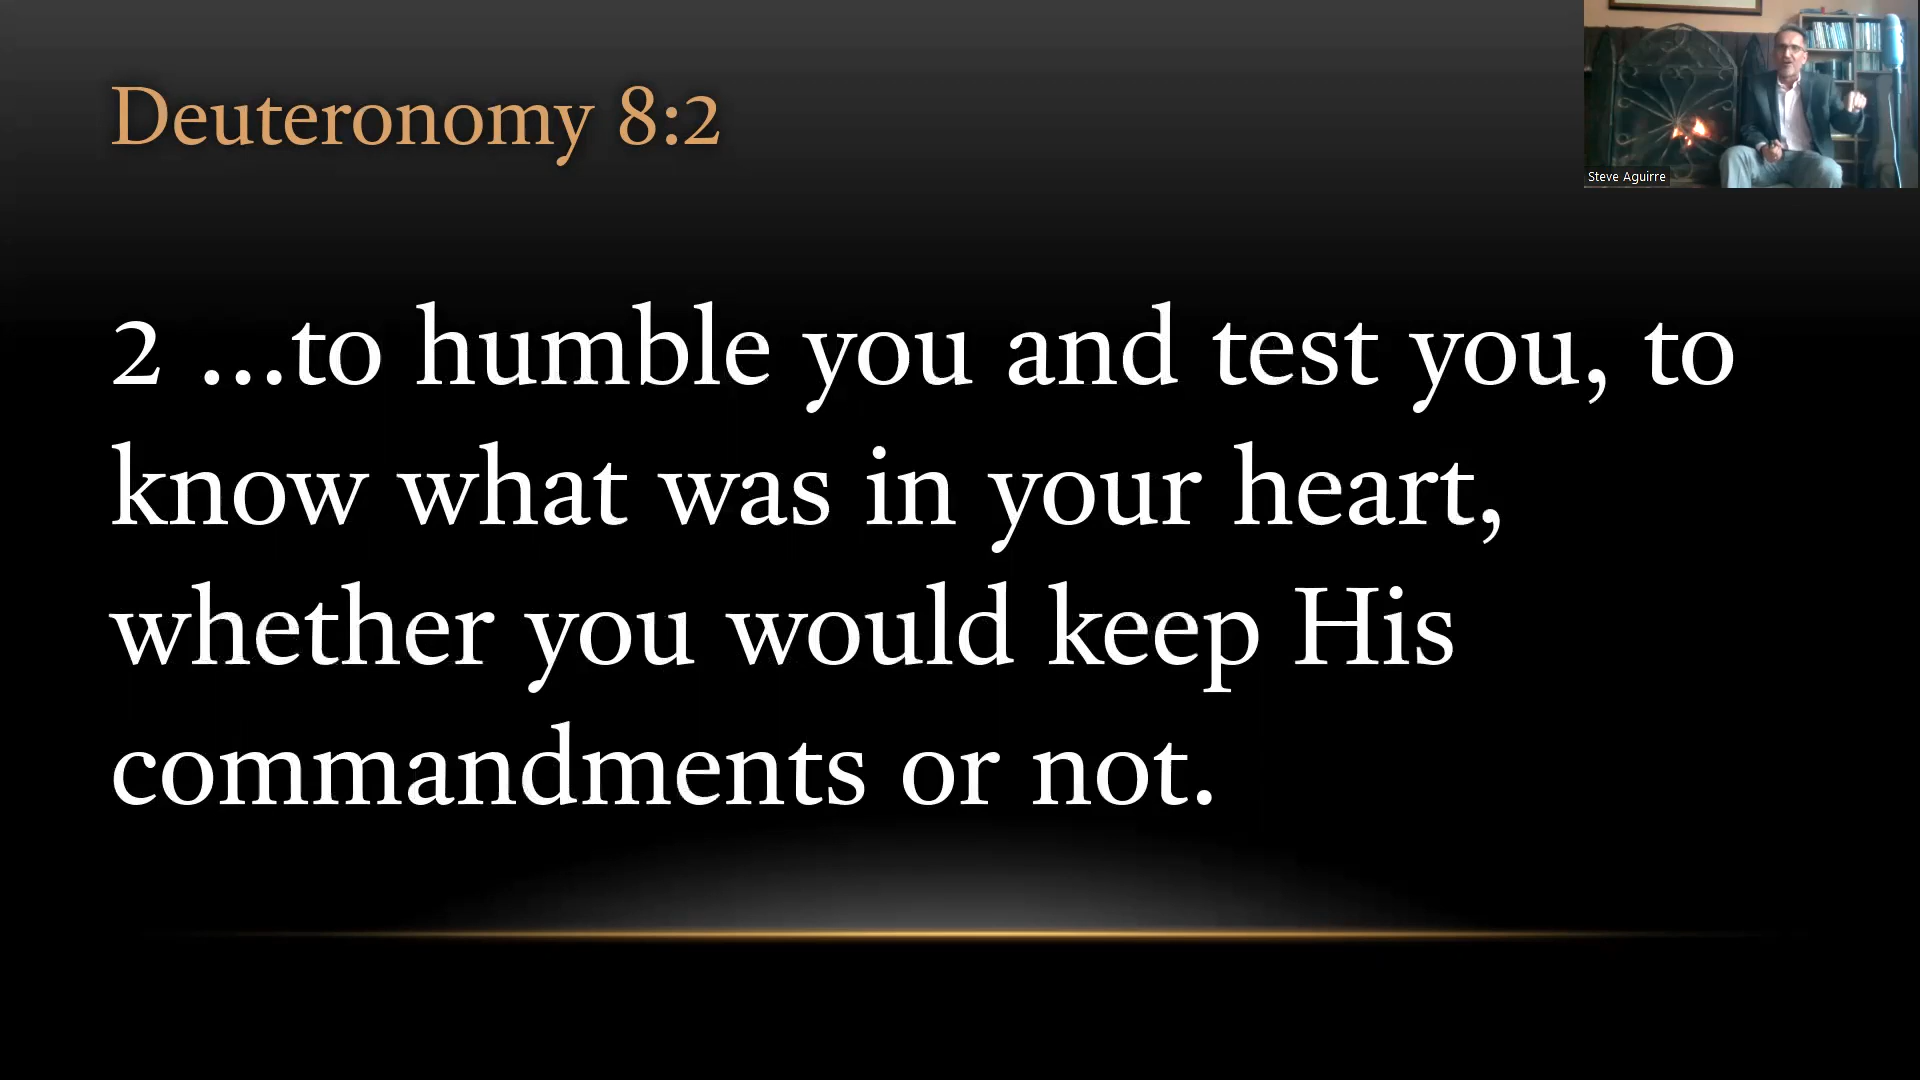 Deuteronomy 8:2
Steve Aguirre
2 ...to humble you and test you, to
know what was in your heart,
whether you would keep His
commandments or not.